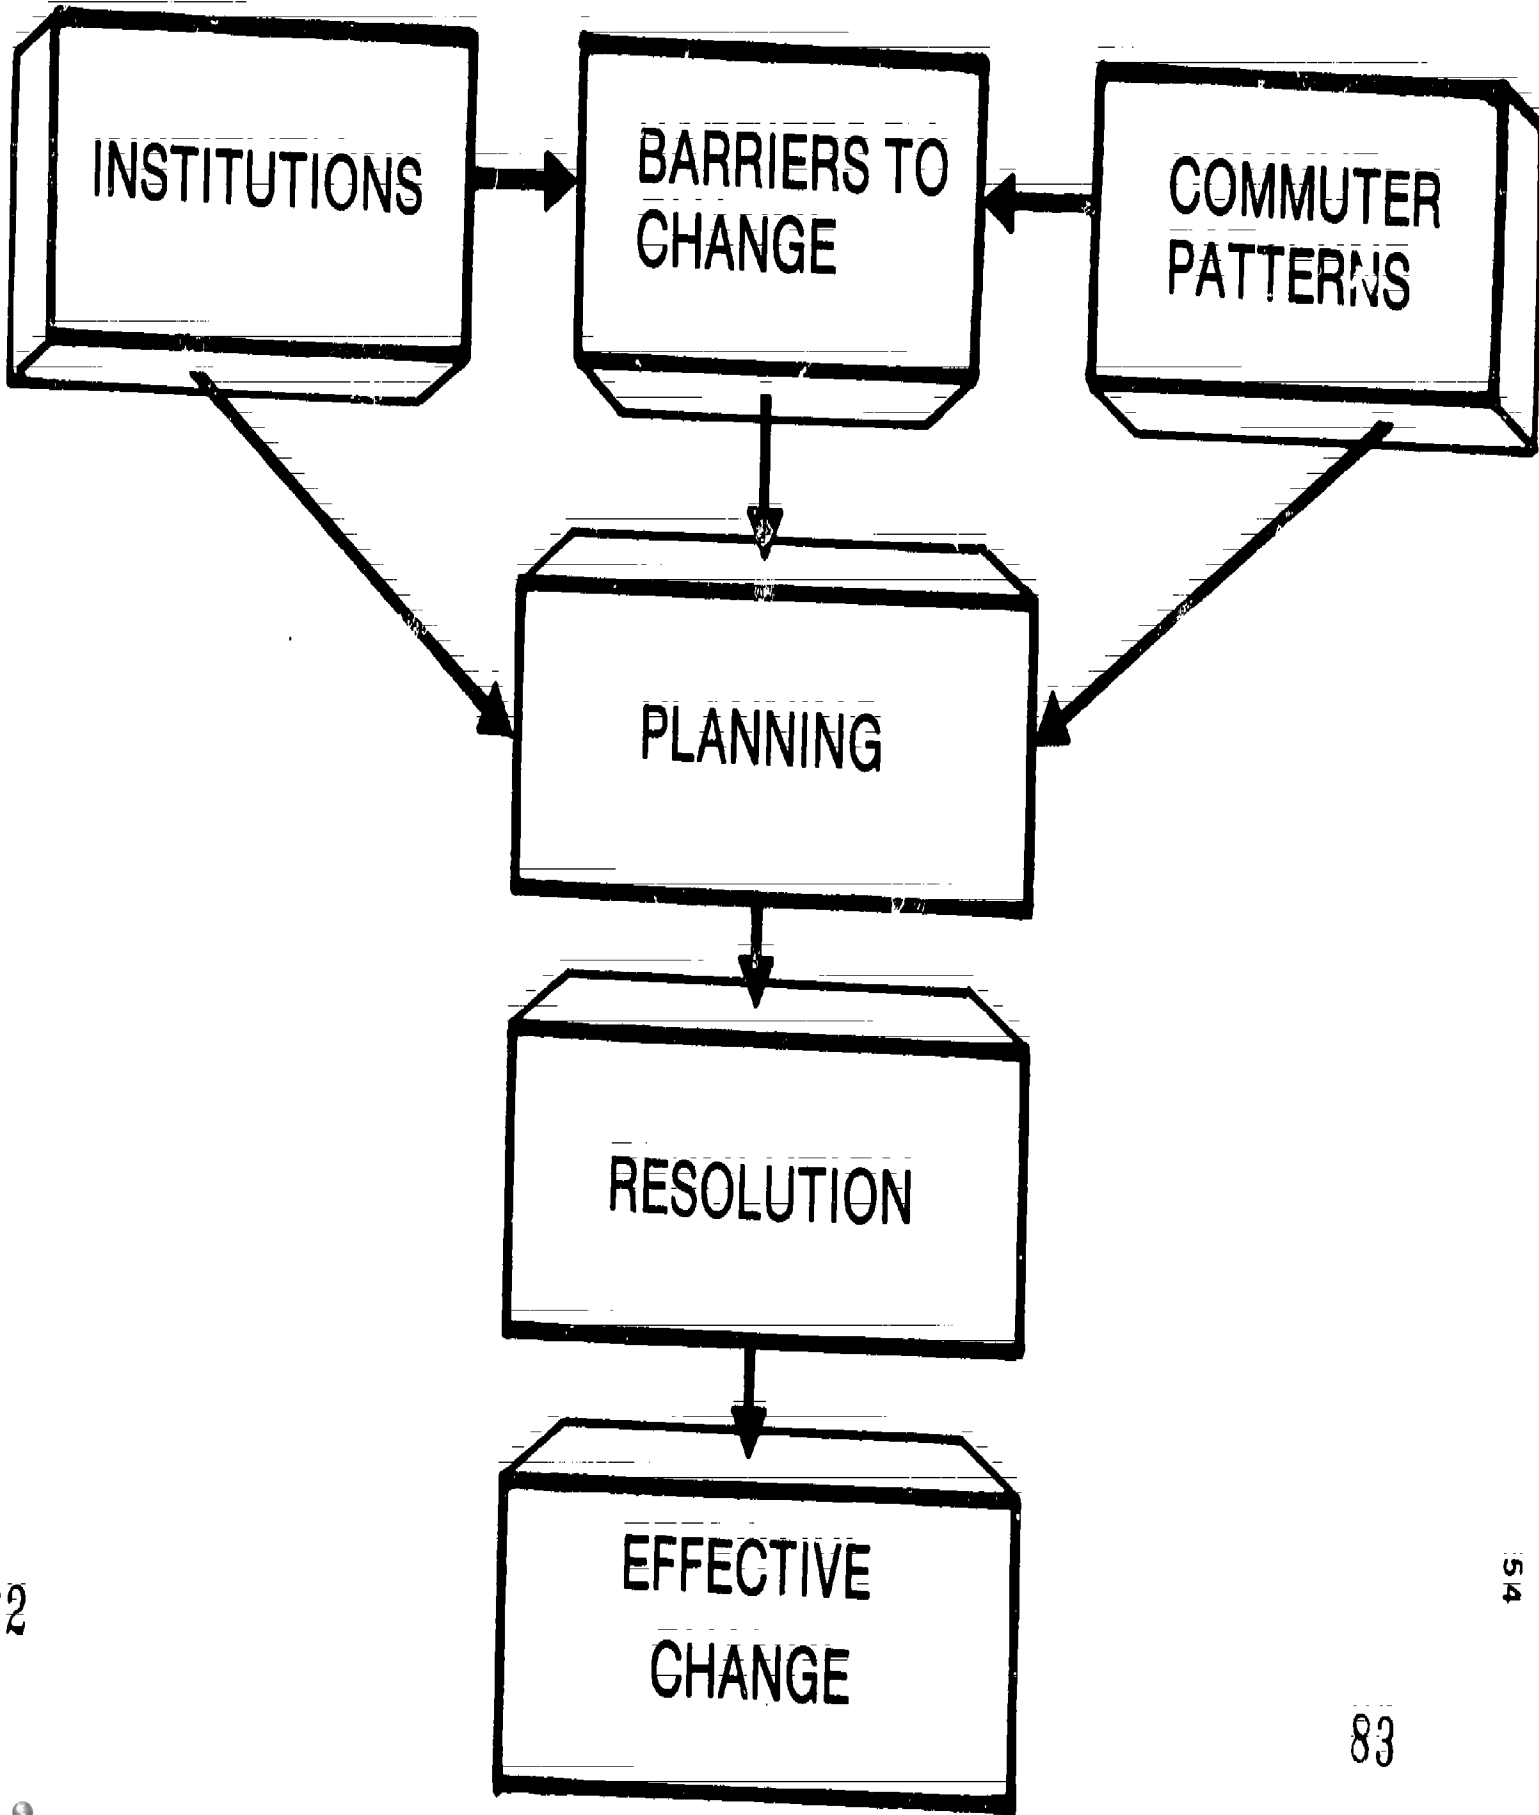 INSTITUTIONS
BARRIERS TO
CHANGE
COMMUTER
PATTERNS
PLANNING
RESOLUTION
EFFECTIVE
CHANGE
2
54
83